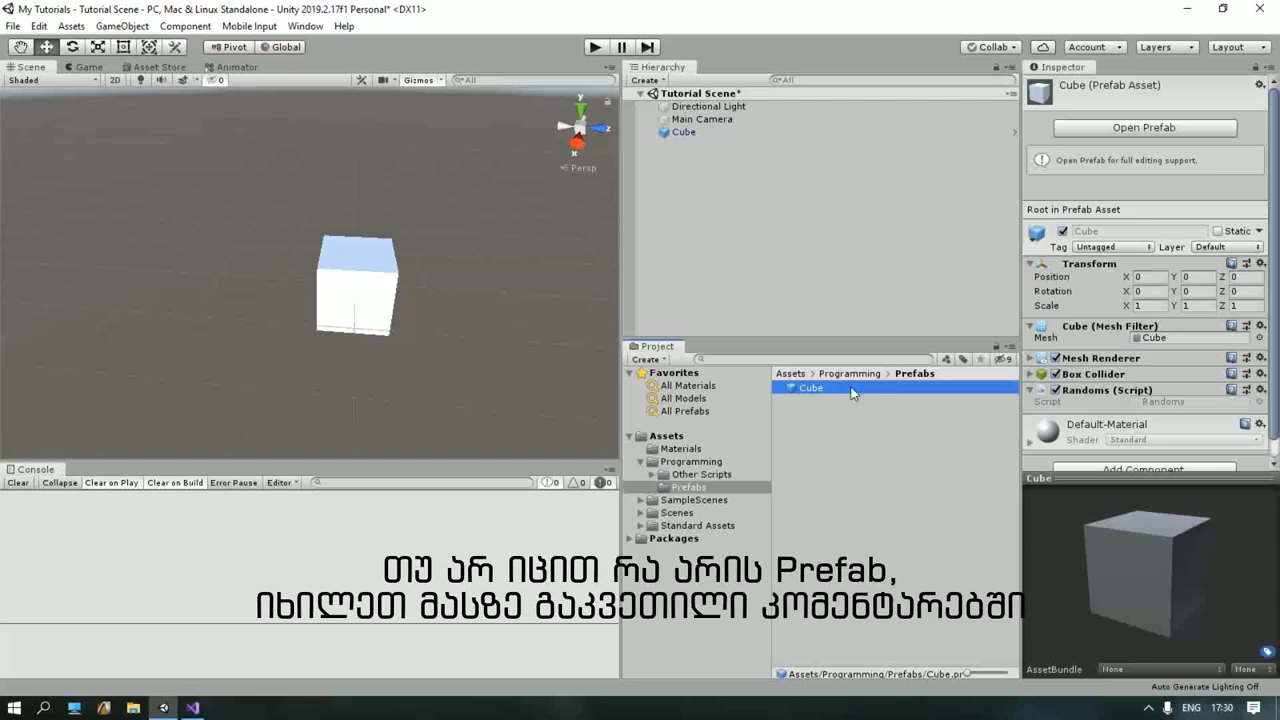 My Tutorials - Tutorial Scene - PC, Mac & Linux Standalone - Unity 2019.2.17f1 Personal* <DX11>
File Edit Assets GameObject Component Mobile Input Window Help
Pivot Global Collab Account Layers Layout
Scene Game Asset Store Animator
Shaded 2D 0 Gizmos All
y
z
x
Persp
Hierarchy
Create All
Tutorial Scene*
Directional Light
Main Camera
Cube
Inspector
Cube (Prefab Asset)
Open Prefab
Open Prefab for full editing support.
Root in Prefab Asset
Cube Static
Tag Untagged Layer Default
Transform
Position X 0 Y 0 Z 0
Rotation X 0 Y 0 Z 0
Scale X 1 Y 1 Z 1
Cube (Mesh Filter)
Mesh Cube
Mesh Renderer
Box Collider
Randoms (Script)
Script Randoms
Default-Material
Shader Standard
Add Component
Project
Create 9
Favorites
All Materials
All Models
All Prefabs
Assets
Materials
Programming
Other Scripts
Prefabs
SampleScenes
Scenes
Standard Assets
Packages
Assets > Programming > Prefabs
Cube
Assets/Programming/Prefabs/Cube.pr
Console
Clear Collapse Clear on Play Clear on Build Error Pause Editor 0 0 0
Cube
AssetBundle None None
Auto Generate Lighting Off
თუ არ იცით რა არის Prefab,
იხილეთ მასზე გაკვეთილი კომენტარებში
ENG 17:30